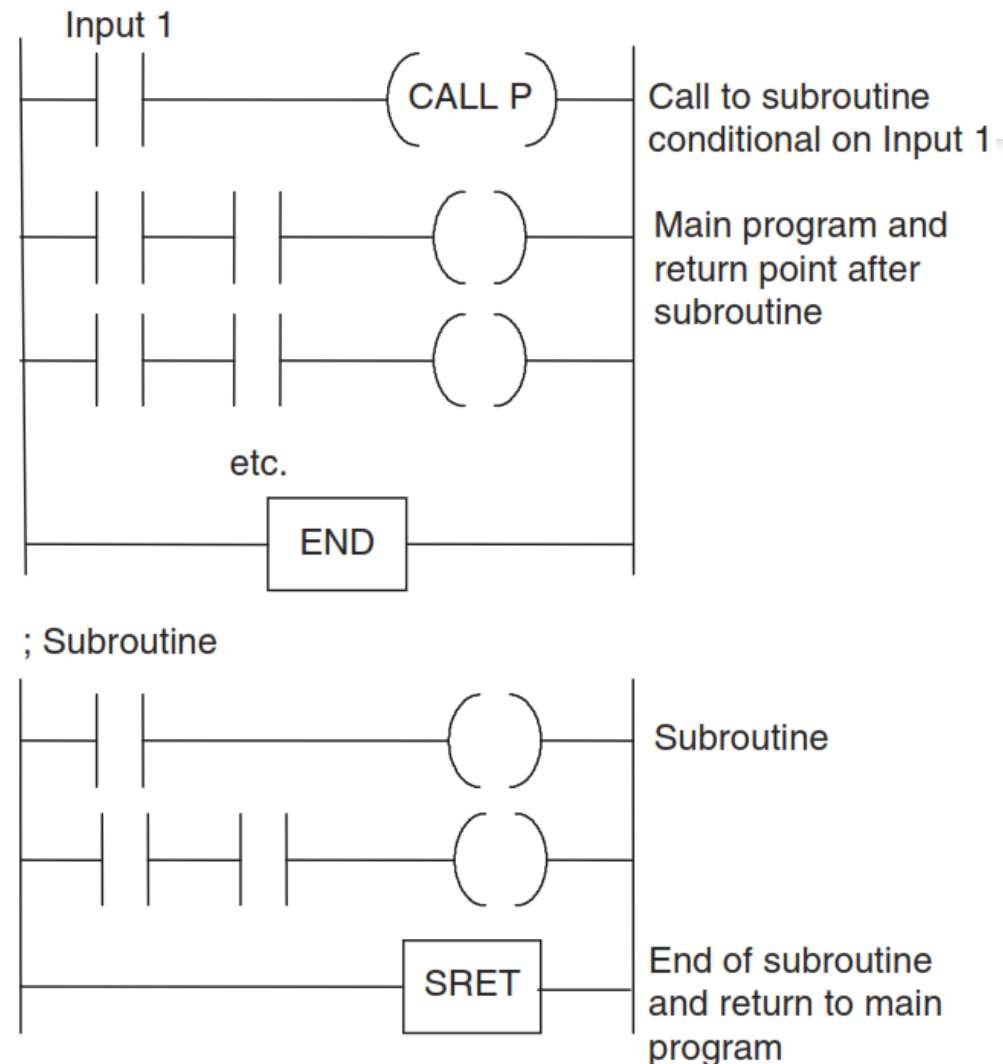 Input 1
CALL P
Call to subroutine
conditional on Input 1
Main program and
return point after
subroutine
etc.
END
; Subroutine
Subroutine
SRET
End of subroutine
and return to main
program